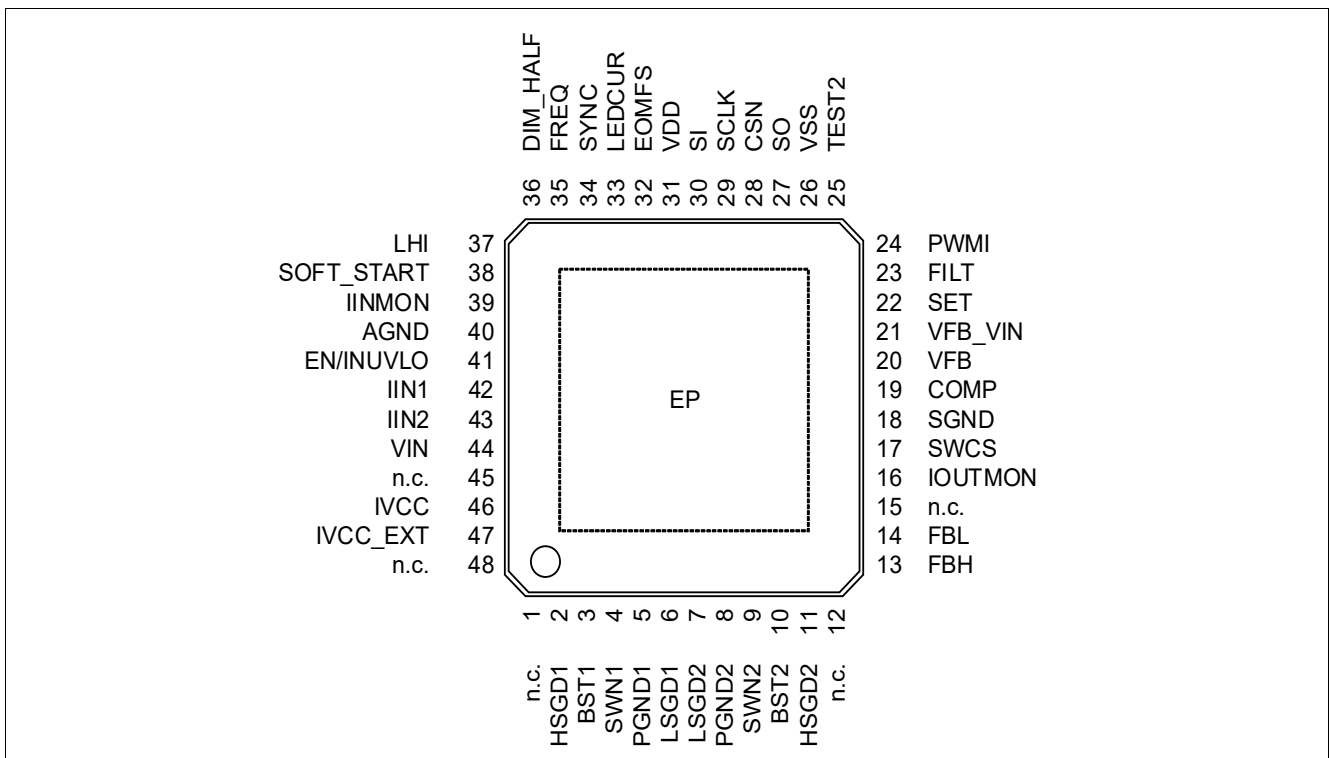 DIM_HALF
FREQ
SYNC
LEDCUR
EOMFS
VDD
SI
SCLK
CSN
SO
VSS
TEST2
36
35
34
33
32
31
30
29
28
27
26
25
LHI 37
SOFT_START 38
IINMON 39
AGND 40
EN/INUVLO 41
IIN1 42
IIN2 43
VIN 44
n.c. 45
IVCC 46
IVCC_EXT 47
n.c. 48
EP
24 PWMI
23 FILT
22 SET
21 VFB_VIN
20 VFB
19 COMP
18 SGND
17 SWCS
16 IOUTMON
15 n.c.
14 FBL
13 FBH
1
2
3
4
5
6
7
8
9
10
11
12
n.c.
HSGD1
BST1
SWN1
PGND1
LSGD1
LSGD2
PGND2
SWN2
BST2
HSGD2
n.c.